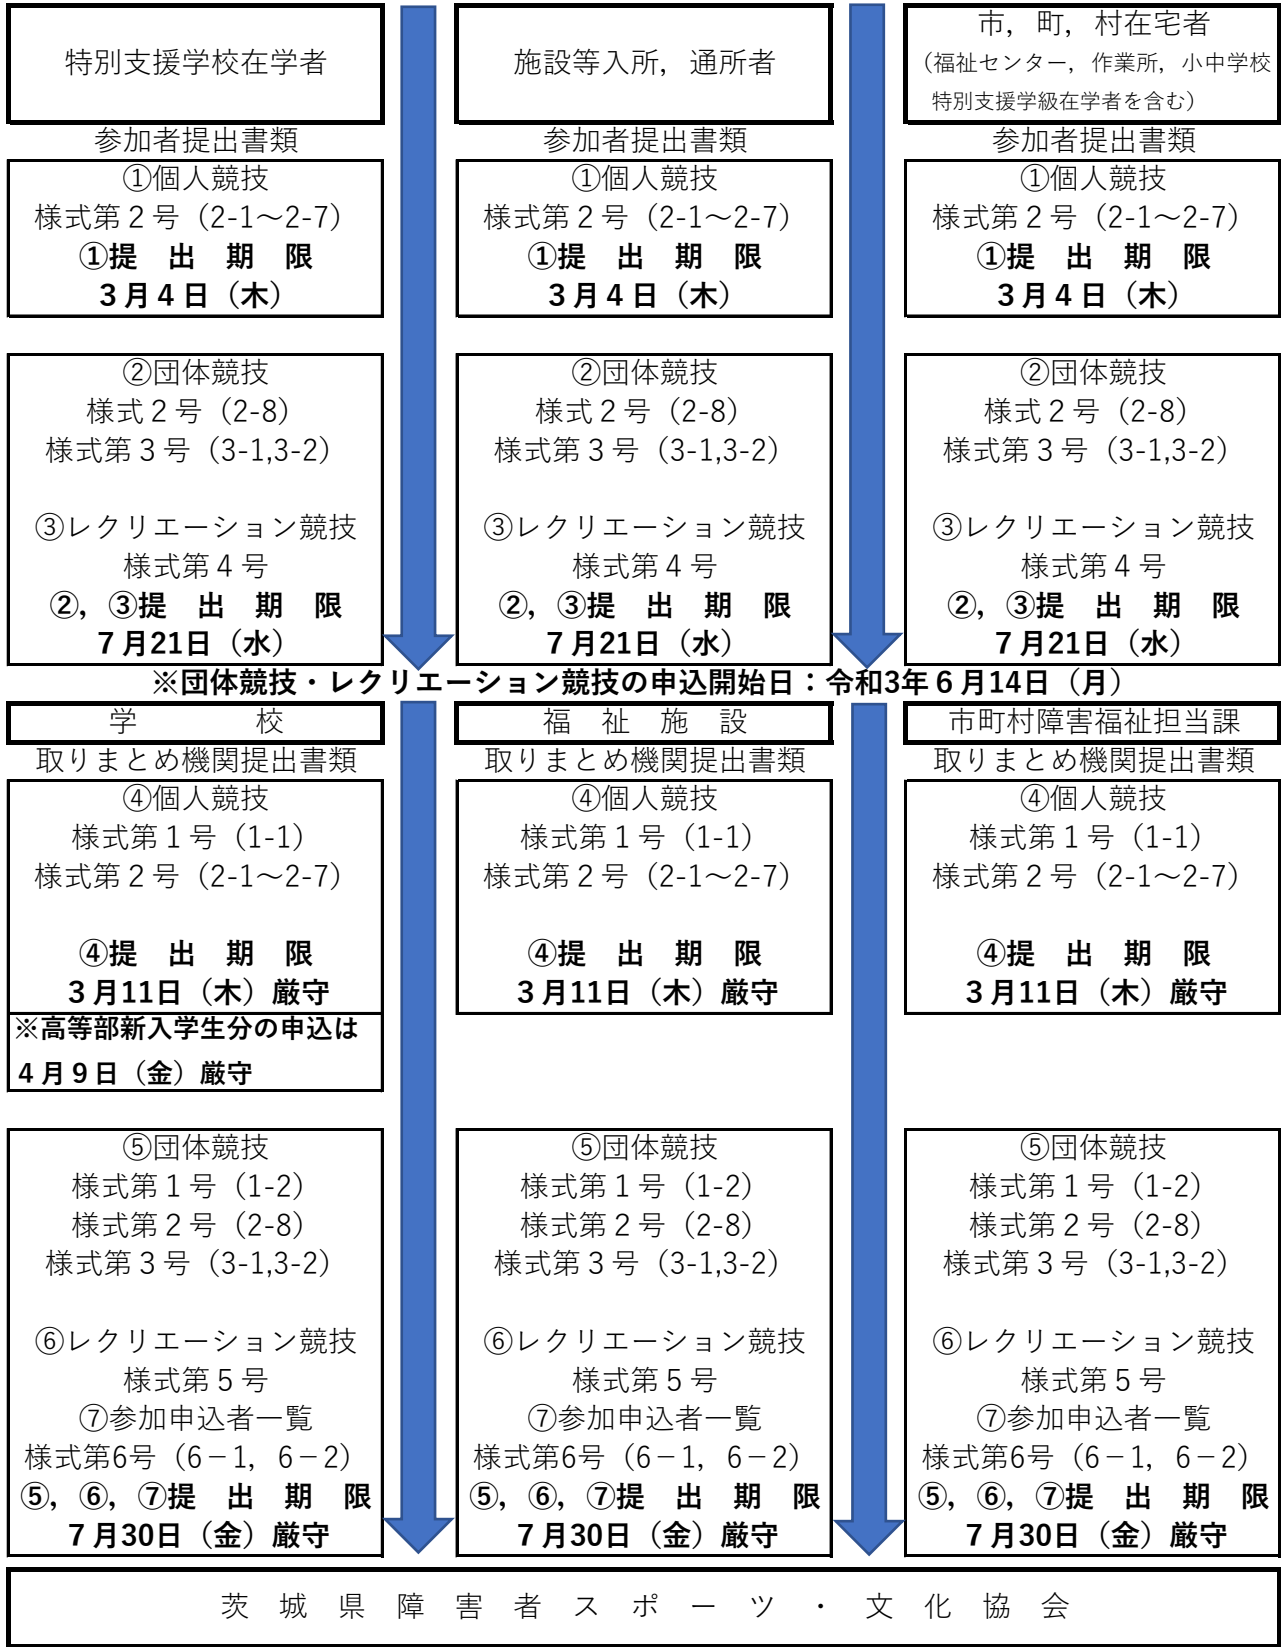 特別支援学校在学者
施設等入所，通所者
市，町，村在宅者
（福祉センター，作業所，小中学校
特別支援学級在学者を含む）
参加者提出書類
参加者提出書類
参加者提出書類
①個人競技
様式第２号（2-1～2-7）
①提　出　期　限
３月４日（木）
①個人競技
様式第２号（2-1～2-7）
①提　出　期　限
３月４日（木）
①個人競技
様式第２号（2-1～2-7）
①提　出　期　限
３月４日（木）
②団体競技
様式２号（2-8）
様式第３号（3-1,3-2）
③レクリエーション競技
様式第４号
②，③提　出　期　限
７月21日（水）
②団体競技
様式２号（2-8）
様式第３号（3-1,3-2）
③レクリエーション競技
様式第４号
②，③提　出　期　限
７月21日（水）
②団体競技
様式２号（2-8）
様式第３号（3-1,3-2）
③レクリエーション競技
様式第４号
②，③提　出　期　限
７月21日（水）
※団体競技・レクリエーション競技の申込開始日：令和3年６月14日（月）
学　　　　校
福　祉　施　設
市町村障害福祉担当課
取りまとめ機関提出書類
取りまとめ機関提出書類
取りまとめ機関提出書類
④個人競技
様式第１号（1-1）
様式第２号（2-1～2-7）
④提　出　期　限
３月11日（木）厳守
※高等部新入学生分の申込は
４月９日（金）厳守
④個人競技
様式第１号（1-1）
様式第２号（2-1～2-7）
④提　出　期　限
３月11日（木）厳守
④個人競技
様式第１号（1-1）
様式第２号（2-1～2-7）
④提　出　期　限
３月11日（木）厳守
⑤団体競技
様式第１号（1-2）
様式第２号（2-8）
様式第３号（3-1,3-2）
⑥レクリエーション競技
様式第５号
⑦参加申込者一覧
様式第6号（6－1，6－2）
⑤，⑥，⑦提　出　期　限
７月30日（金）厳守
⑤団体競技
様式第１号（1-2）
様式第２号（2-8）
様式第３号（3-1,3-2）
⑥レクリエーション競技
様式第５号
⑦参加申込者一覧
様式第6号（6－1，6－2）
⑤，⑥，⑦提　出　期　限
７月30日（金）厳守
⑤団体競技
様式第１号（1-2）
様式第２号（2-8）
様式第３号（3-1,3-2）
⑥レクリエーション競技
様式第５号
⑦参加申込者一覧
様式第6号（6－1，6－2）
⑤，⑥，⑦提　出　期　限
７月30日（金）厳守
茨　城　県　障　害　者　ス　ポ　ー　ツ　・　文　化　協　会